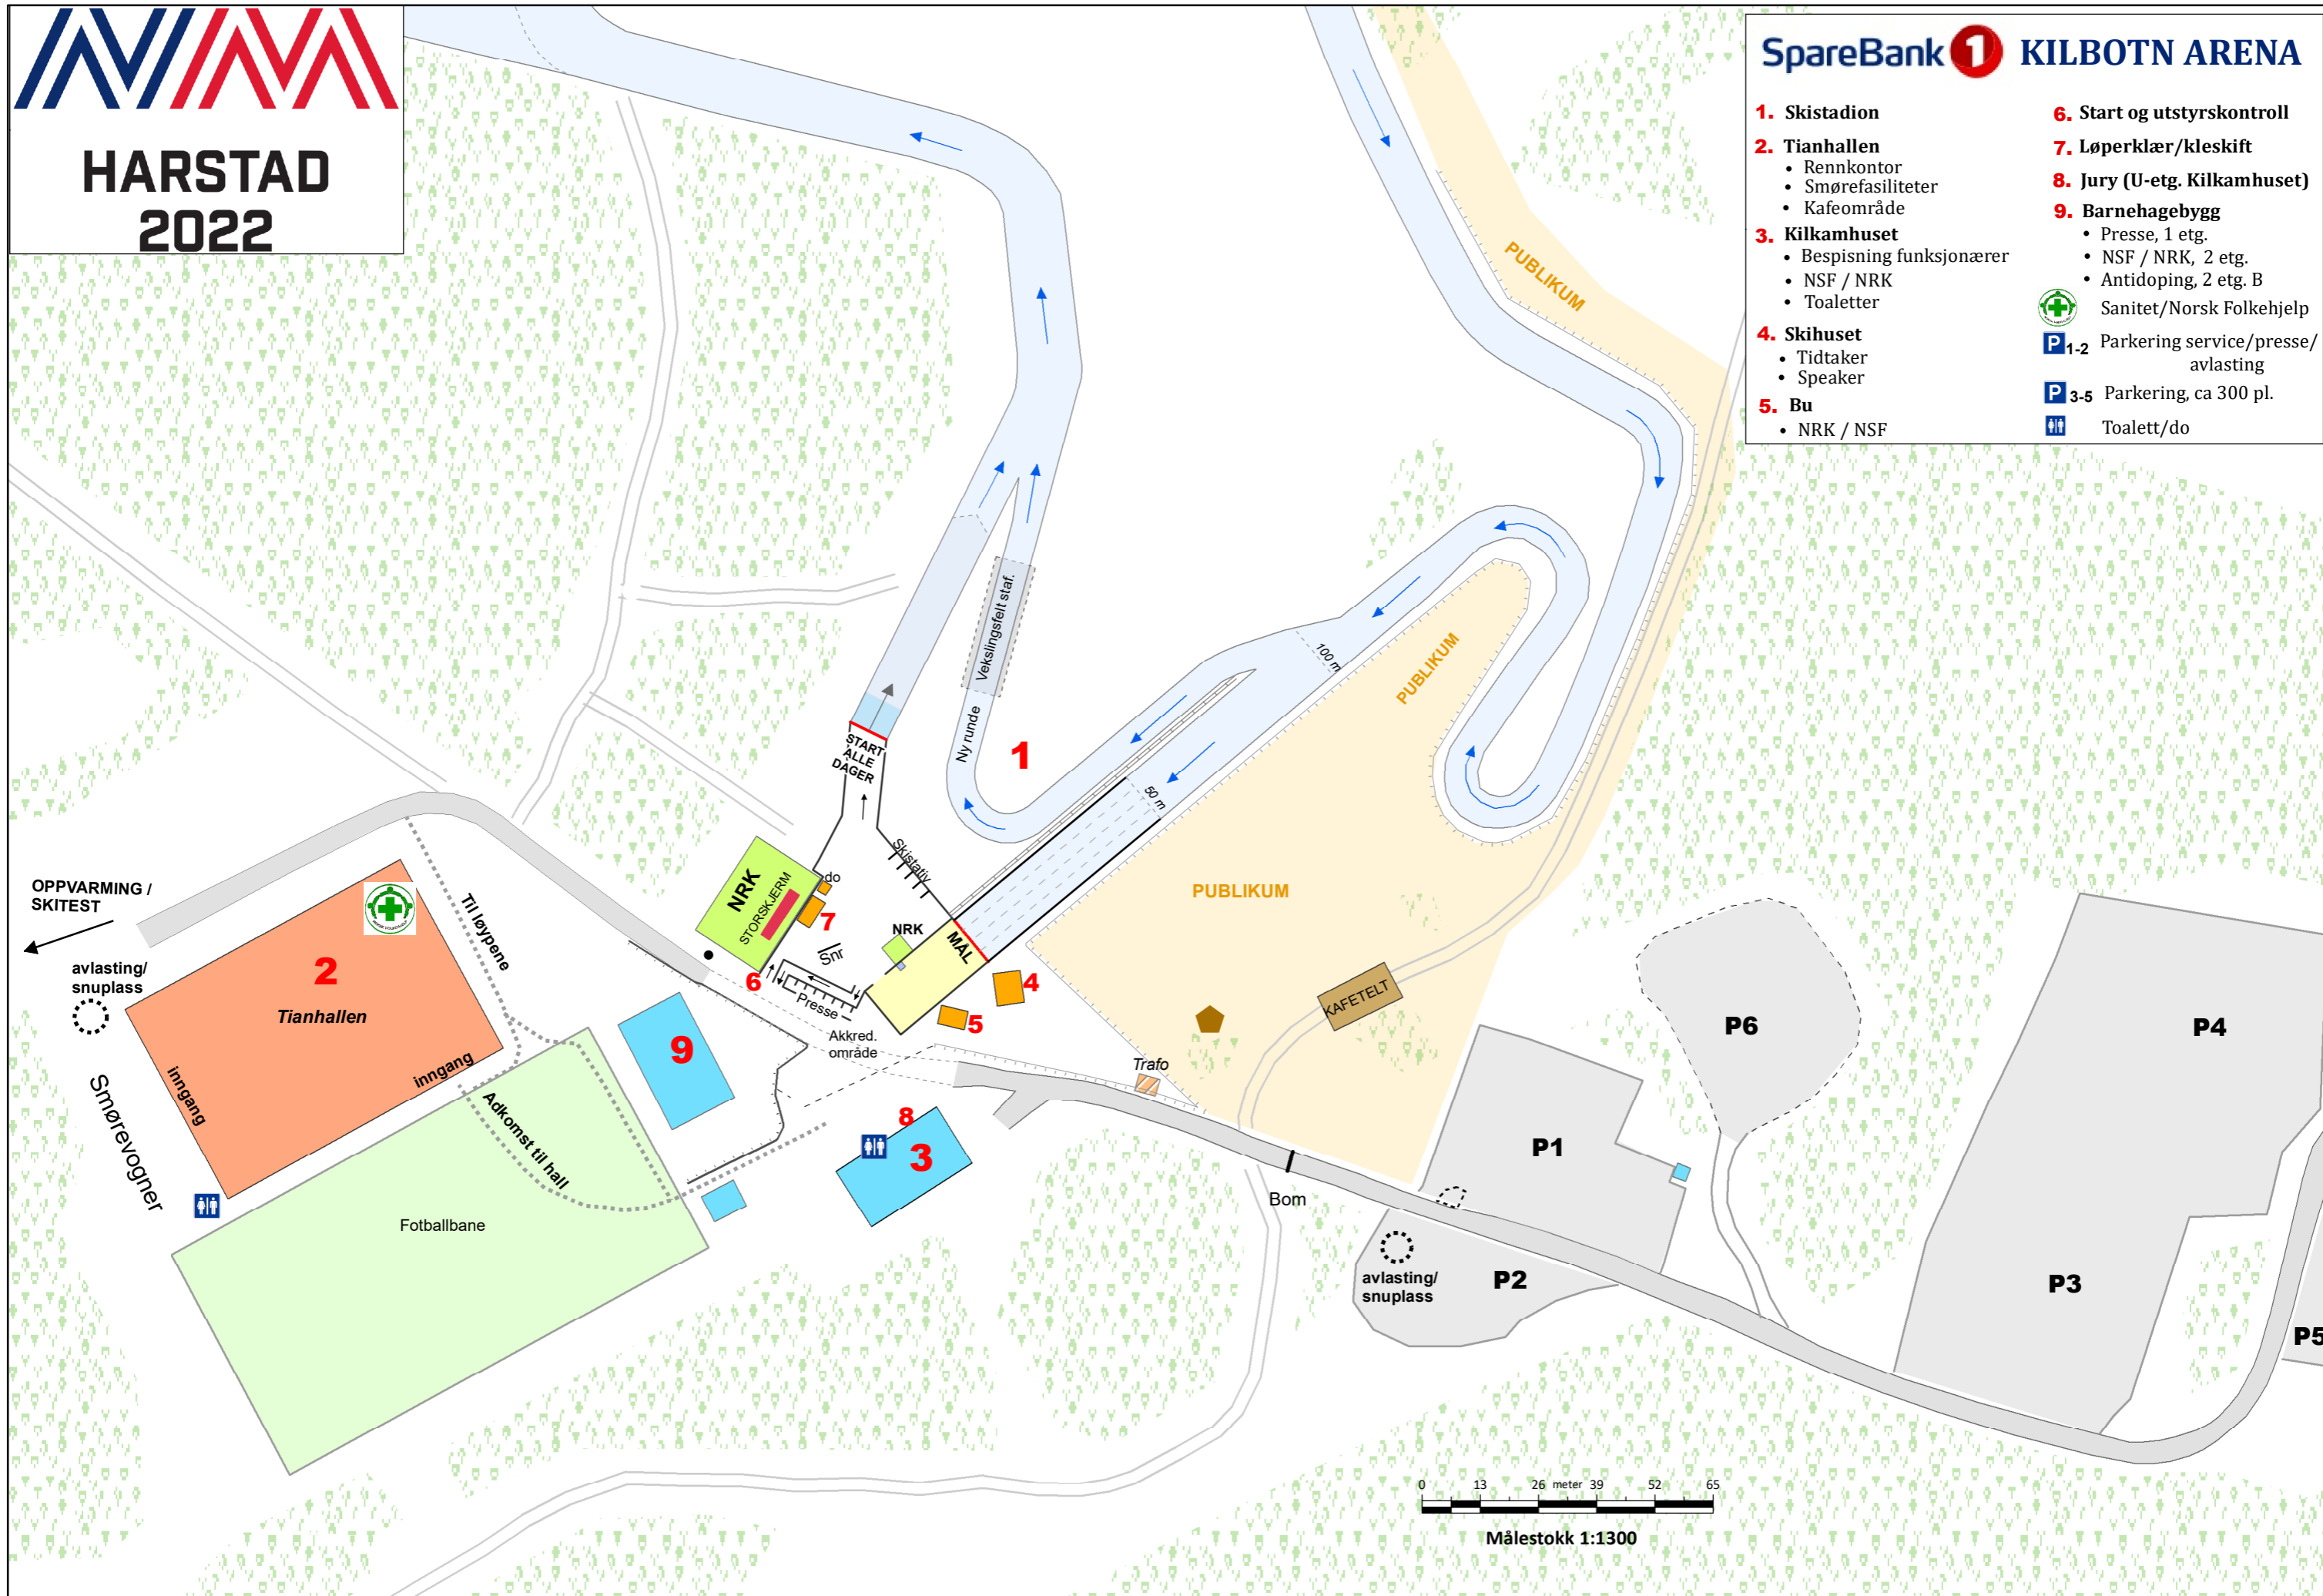 NM
HARSTAD
2022
SpareBank 1 KILBOTN ARENA
1. Skistadion
2. Tianhallen
• Rennkontor
• Smørefasiliteter
• Kafeområde
3. Kilkamhuset
• Bespisning funksjonærer
• NSF / NRK
• Toaletter
4. Skihuset
• Tidtaker
• Speaker
5. Bu
• NRK / NSF
6. Start og utstyrskontroll
7. Løperklær/kleskift
8. Jury (U-etg. Kilkamhuset)
9. Barnehagebygg
• Presse, 1 etg.
• NSF / NRK, 2 etg.
• Antidoping, 2 etg. B
Sanitet/Norsk Folkehjelp
P 1-2 Parkering service/presse/
avlasting
P 3-5 Parkering, ca 300 pl.
Toalett/do
PUBLIKUM
PUBLIKUM
PUBLIKUM
100 m
50 m
Vekslingsfelt staf.
Ny runde
1
START
ALLE
DAGER
Skistativ
do
NRK
STORSKJERM
7
Snr
NRK
MÅL
6
Presse
4
5
Akkred.
område
OPPVARMING /
SKITEST
avlasting/
snuplass
2
Tianhallen
inngang
inngang
Til løypene
Smørevogner
Adkomst til hall
Fotballbane
9
8
3
Trafo
KAFETELT
Bom
P1
P2
avlasting/
snuplass
P6
P4
P3
P5
0 13 26 meter 39 52 65
Målestokk 1:1300